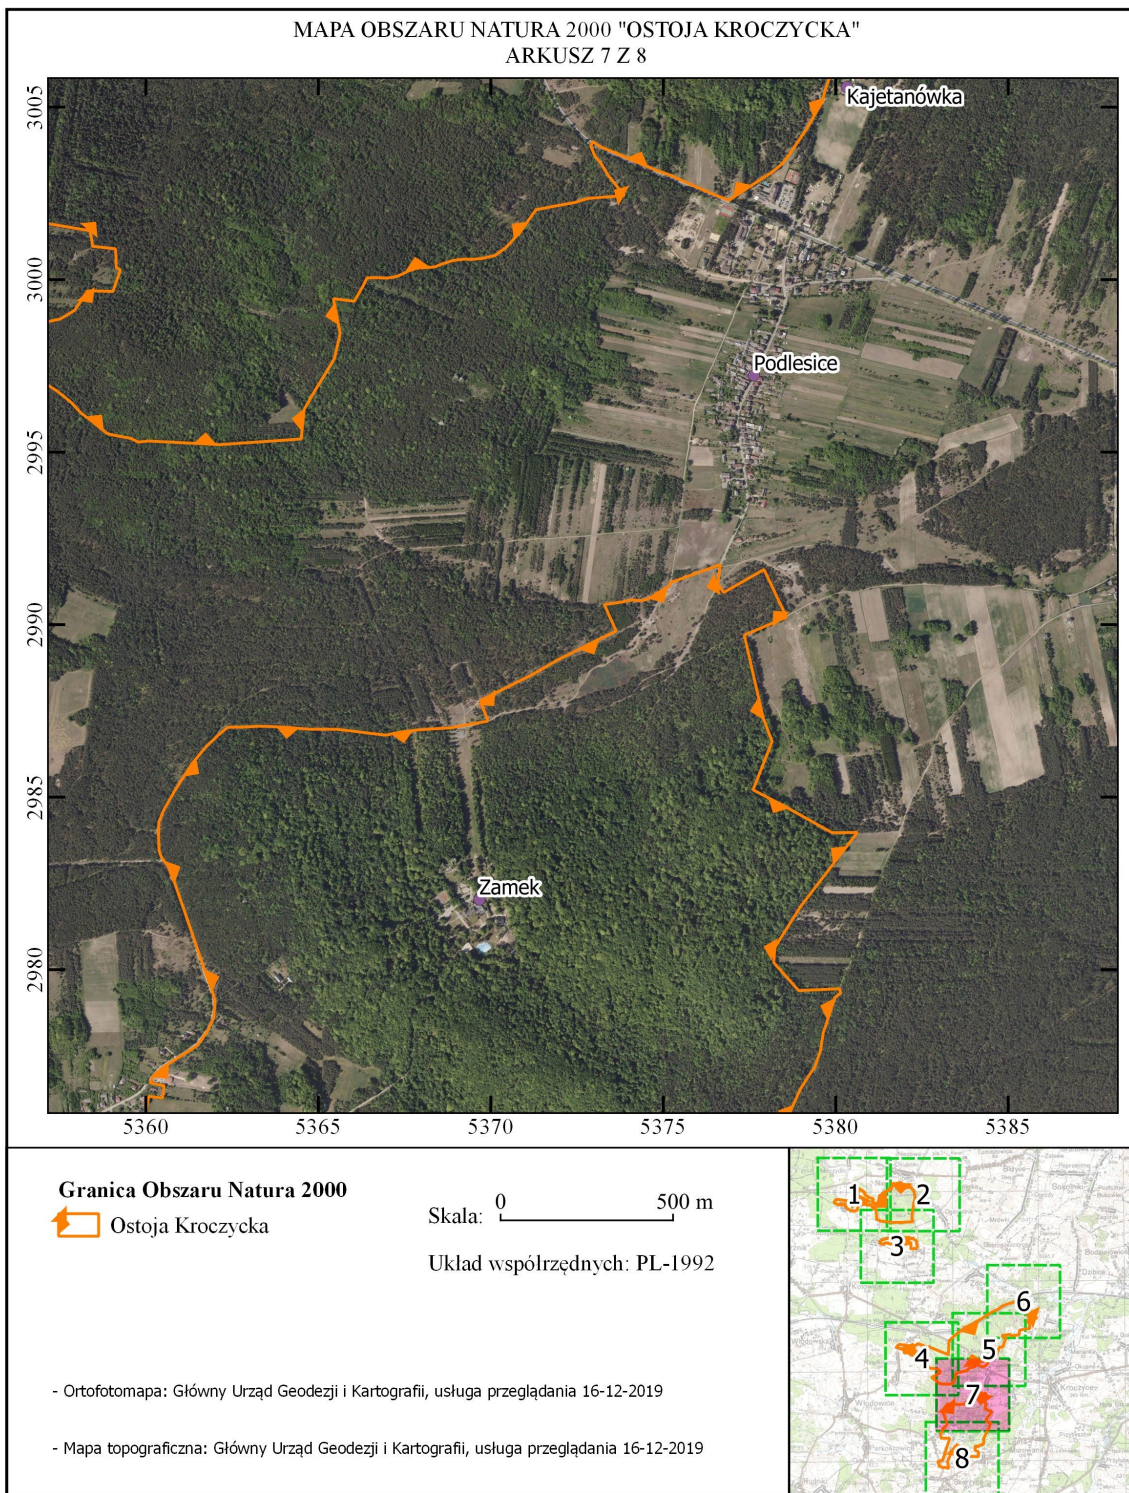 MAPA OBSZARU NATURA 2000 "OSTOJA KROCZYCKA"
ARKUSZ 7 Z 8
Kajetanówka
Podlesice
Zamek
3005
3000
2995
2990
2985
2980
5360
5365
5370
5375
5380
5385
Granica Obszaru Natura 2000
Ostoja Kroczycka
Skala:
0
500 m
Układ współrzędnych: PL-1992
- Ortofotomapa: Główny Urząd Geodezji i Kartografii, usługa przeglądania 16-12-2019
- Mapa topograficzna: Główny Urząd Geodezji i Kartografii, usługa przeglądania 16-12-2019
1
2
3
6
5
4
7
8